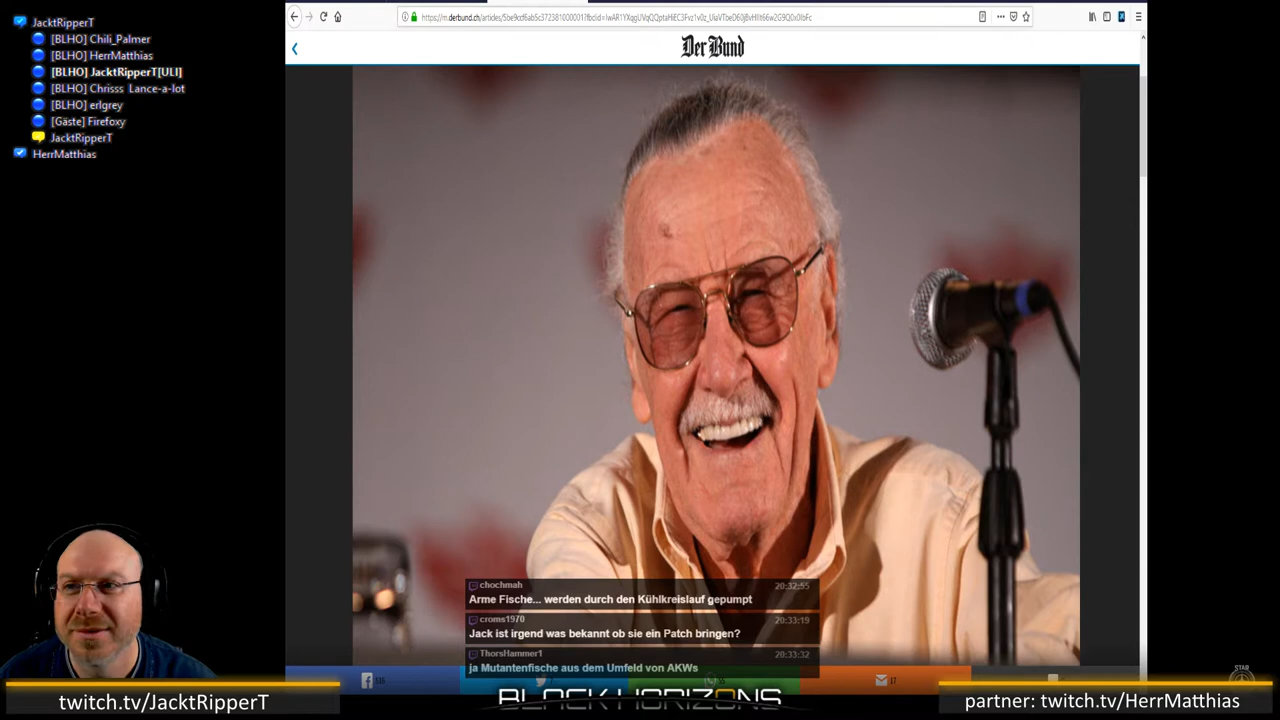 JacktRipperT
[BLHO] Chili_Palmer
[BLHO] HerrMatthias
[BLHO] JacktRipperT[ULI]
[BLHO] Chrisss Lance-a-lot
[BLHO] erlgrey
[Gäste] Firefoxy
JacktRipperT
HerrMatthias
Der Bund
chochmah 20:32:55
Arme Fische... werden durch den Kühlkreislauf gepumpt
croms1970 20:33:19
Jack ist irgend was bekannt ob sie ein Patch bringen?
ThorsHammer1 20:33:32
ja Mutantenfische aus dem Umfeld von AKWs
17
STAR
BLACK HORIZONS
twitch.tv/JacktRipperT
partner: twitch.tv/HerrMatthias